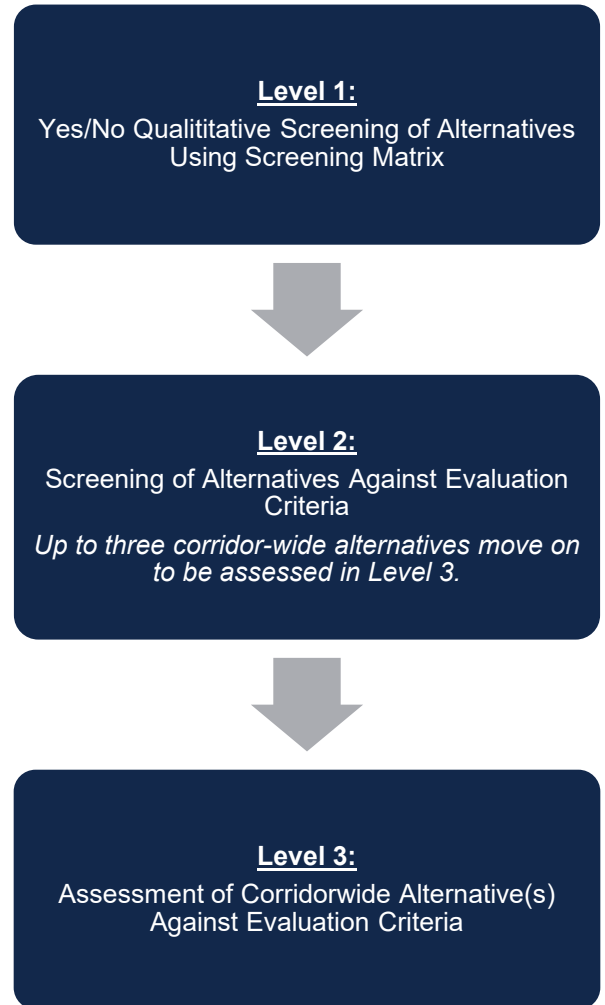 Level 1:
Yes/No Qualititative Screening of Alternatives
Using Screening Matrix
Level 2:
Screening of Alternatives Against Evaluation
Criteria
Up to three corridor-wide alternatives move on
to be assessed in Level 3.
Level 3:
Assessment of Corridorwide Alternative(s)
Against Evaluation Criteria